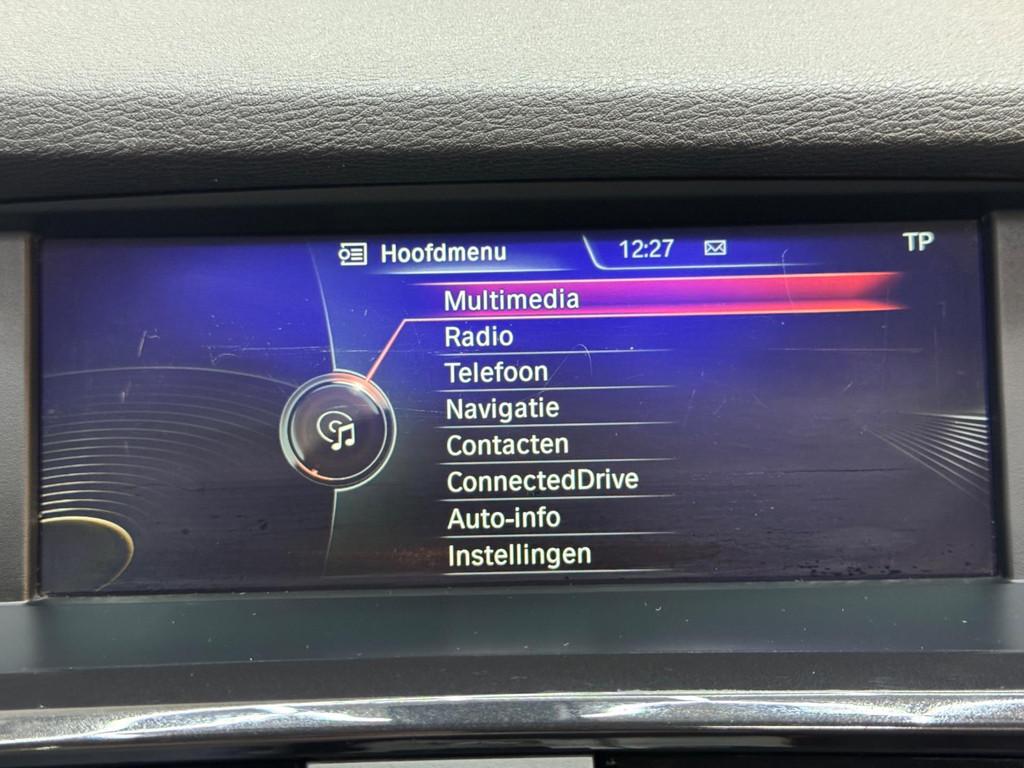 Hoofdmenu 12:27 TP
Multimedia
Radio
Telefoon
Navigatie
Contacten
ConnectedDrive
Auto-info
Instellingen